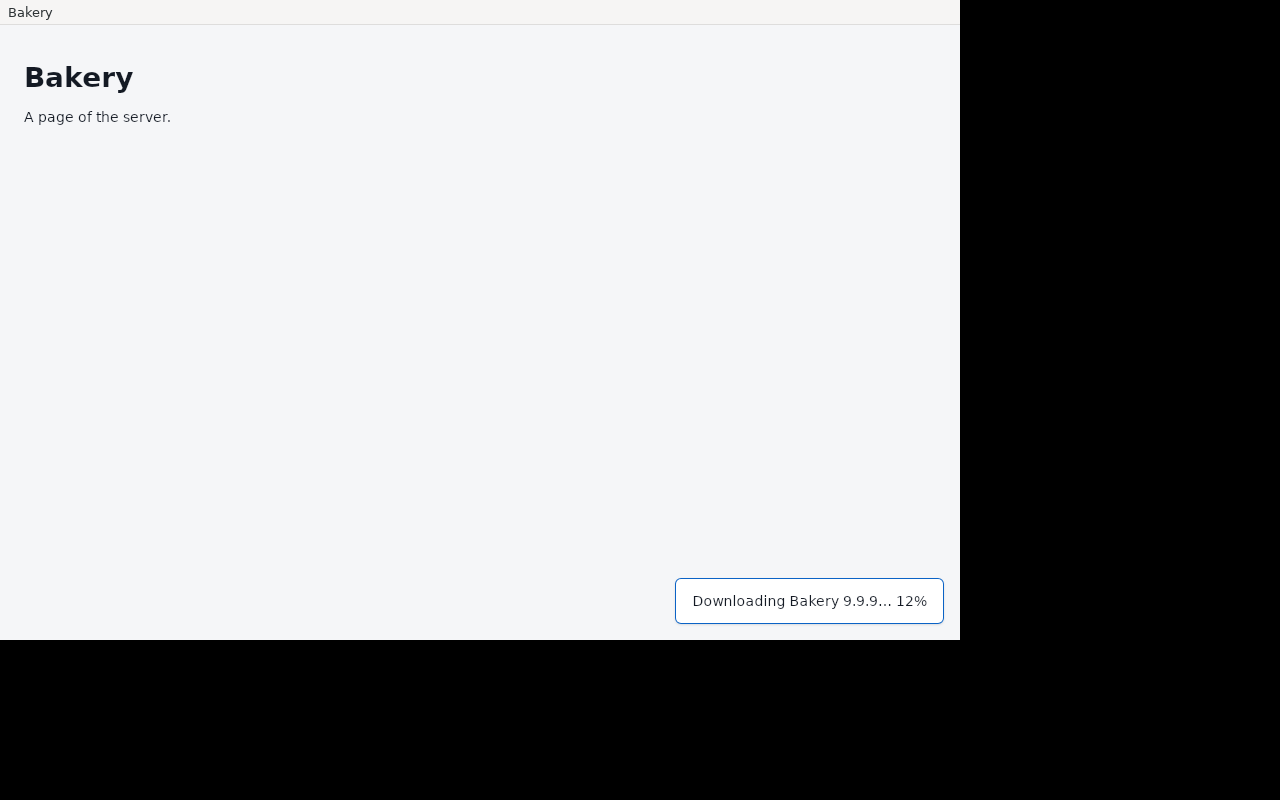 Bakery
Bakery
A page of the server.
Downloading Bakery 9.9.9… 12%